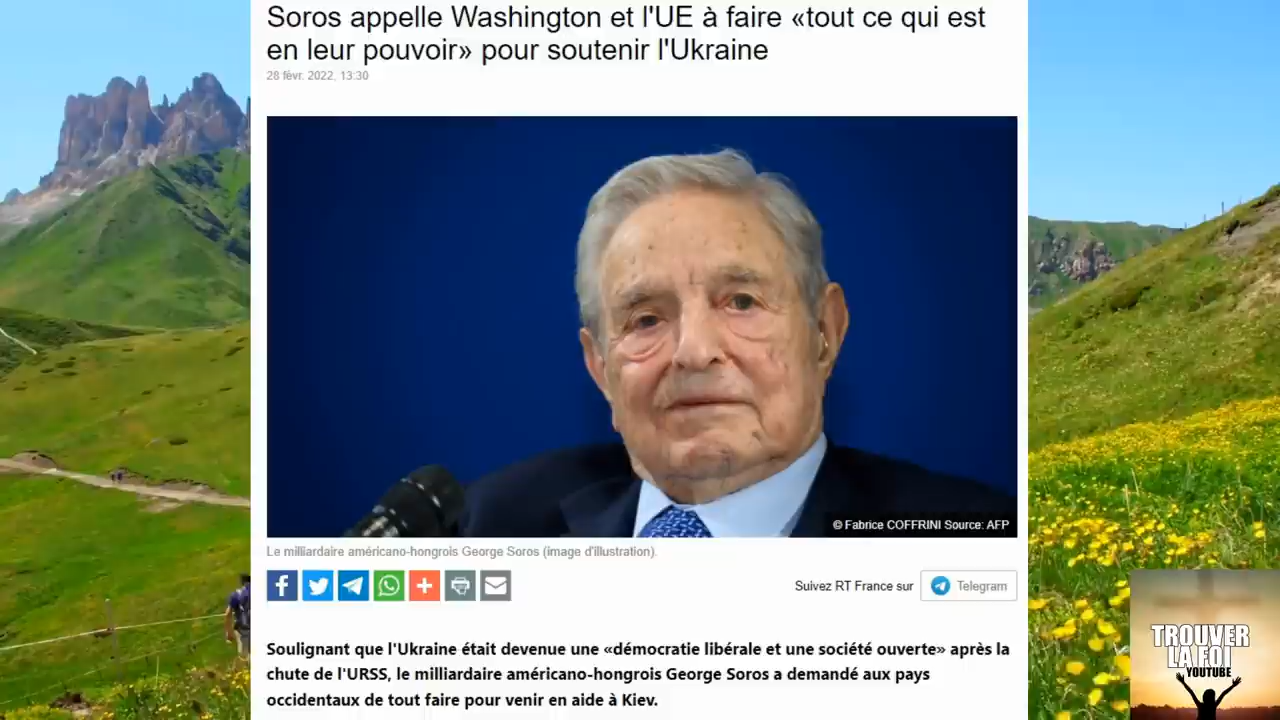 Soros appelle Washington et l'UE à faire «tout ce qui est
en leur pouvoir» pour soutenir l'Ukraine
28 févr. 2022, 13:30
© Fabrice COFFRINI Source: AFP
Le milliardaire américano-hongrois George Soros (image d'illustration).
Suivez RT France sur
Telegram
Soulignant que l'Ukraine était devenue une «démocratie libérale et une société ouverte» après la
chute de l'URSS, le milliardaire américano-hongrois George Soros a demandé aux pays
occidentaux de tout faire pour venir en aide à Kiev.
TROUVER
LA FOI
YOUTUBE